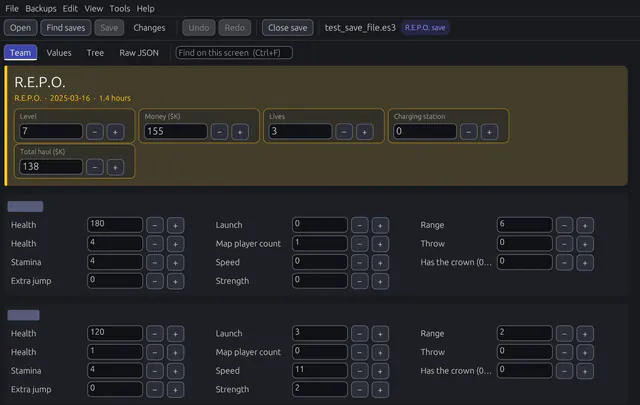 File Backups Edit View Tools Help
Open Find saves Save Changes Undo Redo Close save test_save_file.es3 R.E.P.O. save
Team Values Tree Raw JSON Find on this screen (Ctrl+F)
R.E.P.O.
R.E.P.O. · 2025-03-16 · 1.4 hours
Level Money ($K) Lives Charging station
7 − + 155 − + 3 − + 0 − +
Total haul ($K)
138 − +
Health 180 − + Launch 0 − + Range 6 − +
Health 4 − + Map player count 1 − + Throw 0 − +
Stamina 4 − + Speed 0 − + Has the crown (0... 0 − +
Extra jump 0 − + Strength 0 − +
Health 120 − + Launch 3 − + Range 2 − +
Health 1 − + Map player count 0 − + Throw 0 − +
Stamina 4 − + Speed 11 − + Has the crown (0... 0 − +
Extra jump 0 − + Strength 2 − +